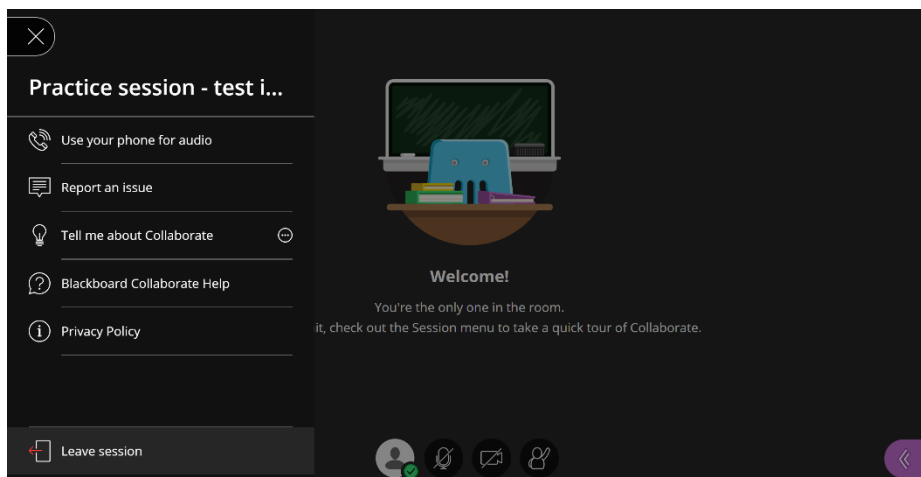 Practice session - test i...
Use your phone for audio
Report an issue
Tell me about Collaborate
Blackboard Collaborate Help
Privacy Policy
Leave session
Welcome!
You're the only one in the room.
it, check out the Session menu to take a quick tour of Collaborate.